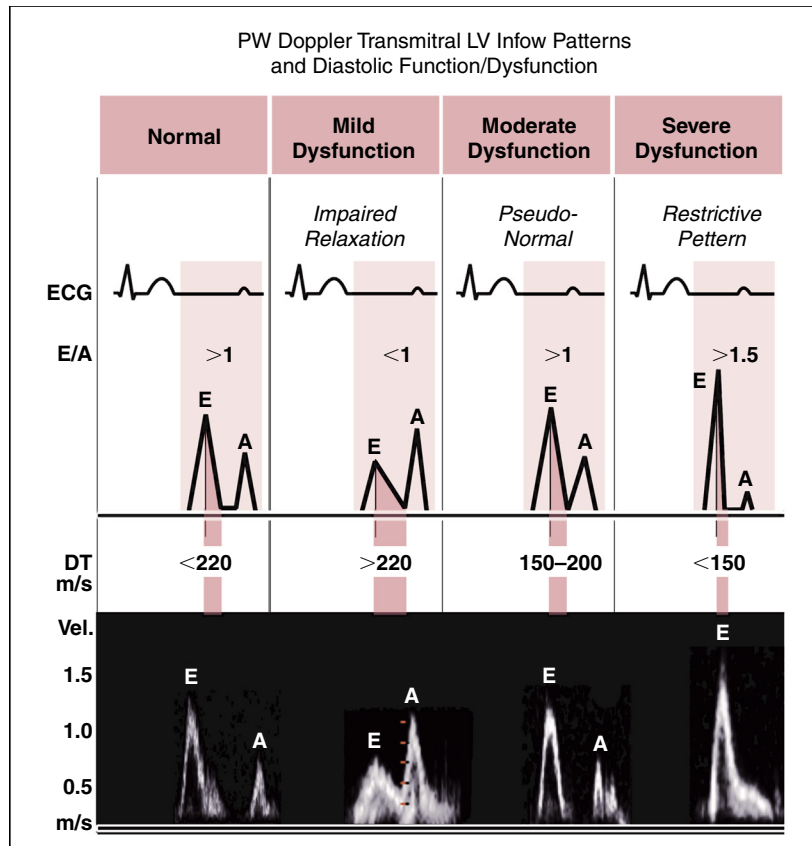 PW Doppler Transmitral LV Infow Patterns
and Diastolic Function/Dysfunction
Normal
Mild
Dysfunction
Moderate
Dysfunction
Severe
Dysfunction
Impaired
Relaxation
Pseudo-
Normal
Restrictive
Pettern
ECG
E/A
>1
<1
>1
>1.5
E
A
E
A
E
A
E
A
DT
m/s
<220
>220
150–200
<150
Vel.
1.5
1.0
0.5
m/s
E
A
E
A
E
A
E